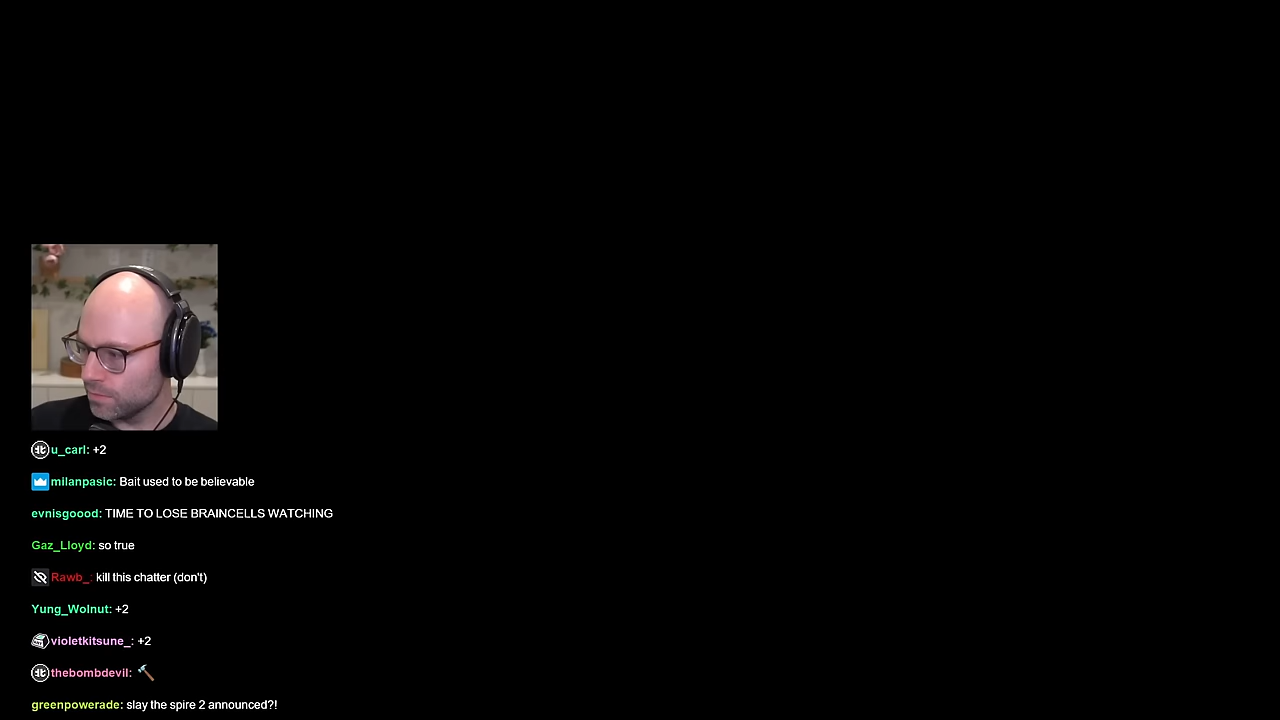 u_carl: +2
milanpasic: Bait used to be believable
evnisgoood: TIME TO LOSE BRAINCELLS WATCHING
Gaz_Lloyd: so true
Rawb_: kill this chatter (don't)
Yung_Wolnut: +2
violetkitsune_: +2
thebombdevil:
greenpowerade: slay the spire 2 announced?!